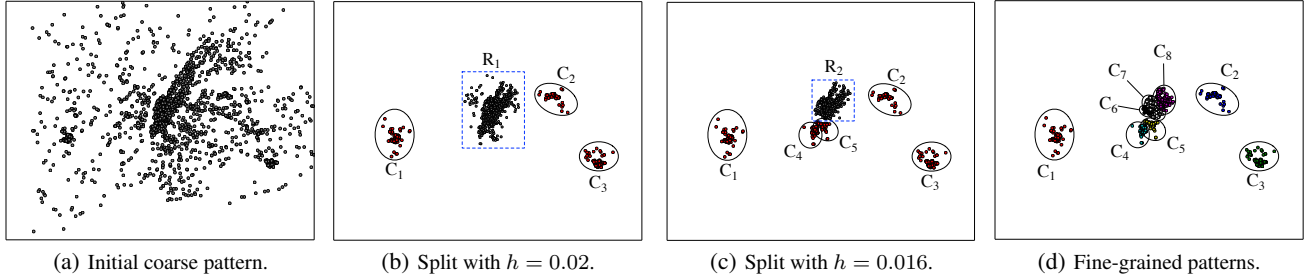 R₁
C₂
C₁
C₃
R₂
C₂
C₄
C₅
C₁
C₃
C₈
C₇
C₂
C₆
C₄
C₅
C₁
C₃
(a) Initial coarse pattern.
(b) Split with h = 0.02.
(c) Split with h = 0.016.
(d) Fine-grained patterns.